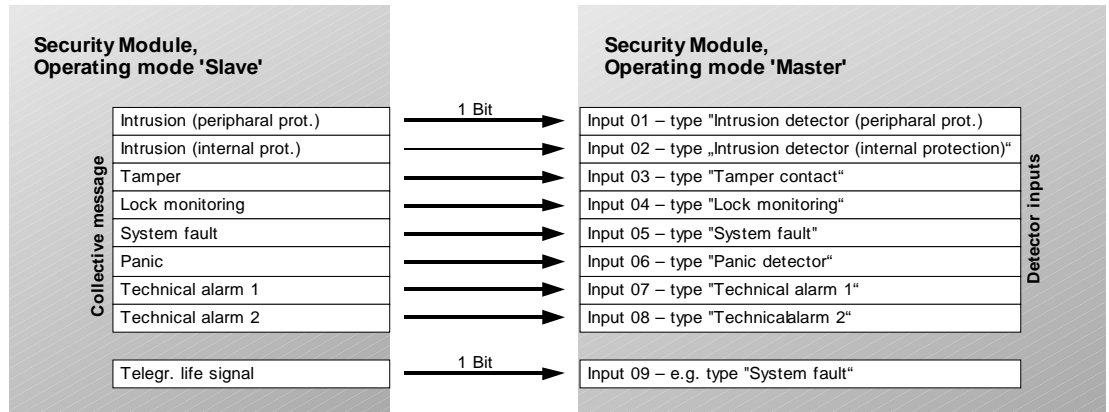 Security Module,
Operating mode 'Slave'
Security Module,
Operating mode 'Master'
Collective message
Intrusion (peripharal prot.)
1 Bit
Input 01 – type "Intrusion detector (peripharal prot.)
Intrusion (internal prot.)
Input 02 – type „Intrusion detector (internal protection)“
Tamper
Input 03 – type "Tamper contact“
Lock monitoring
Input 04 – type "Lock monitoring“
System fault
Input 05 – type "System fault"
Panic
Input 06 – type "Panic detector“
Technical alarm 1
Input 07 – type "Technical alarm 1“
Technical alarm 2
Input 08 – type "Technicalalarm 2“
Detector inputs
Telegr. life signal
1 Bit
Input 09 – e.g. type "System fault“